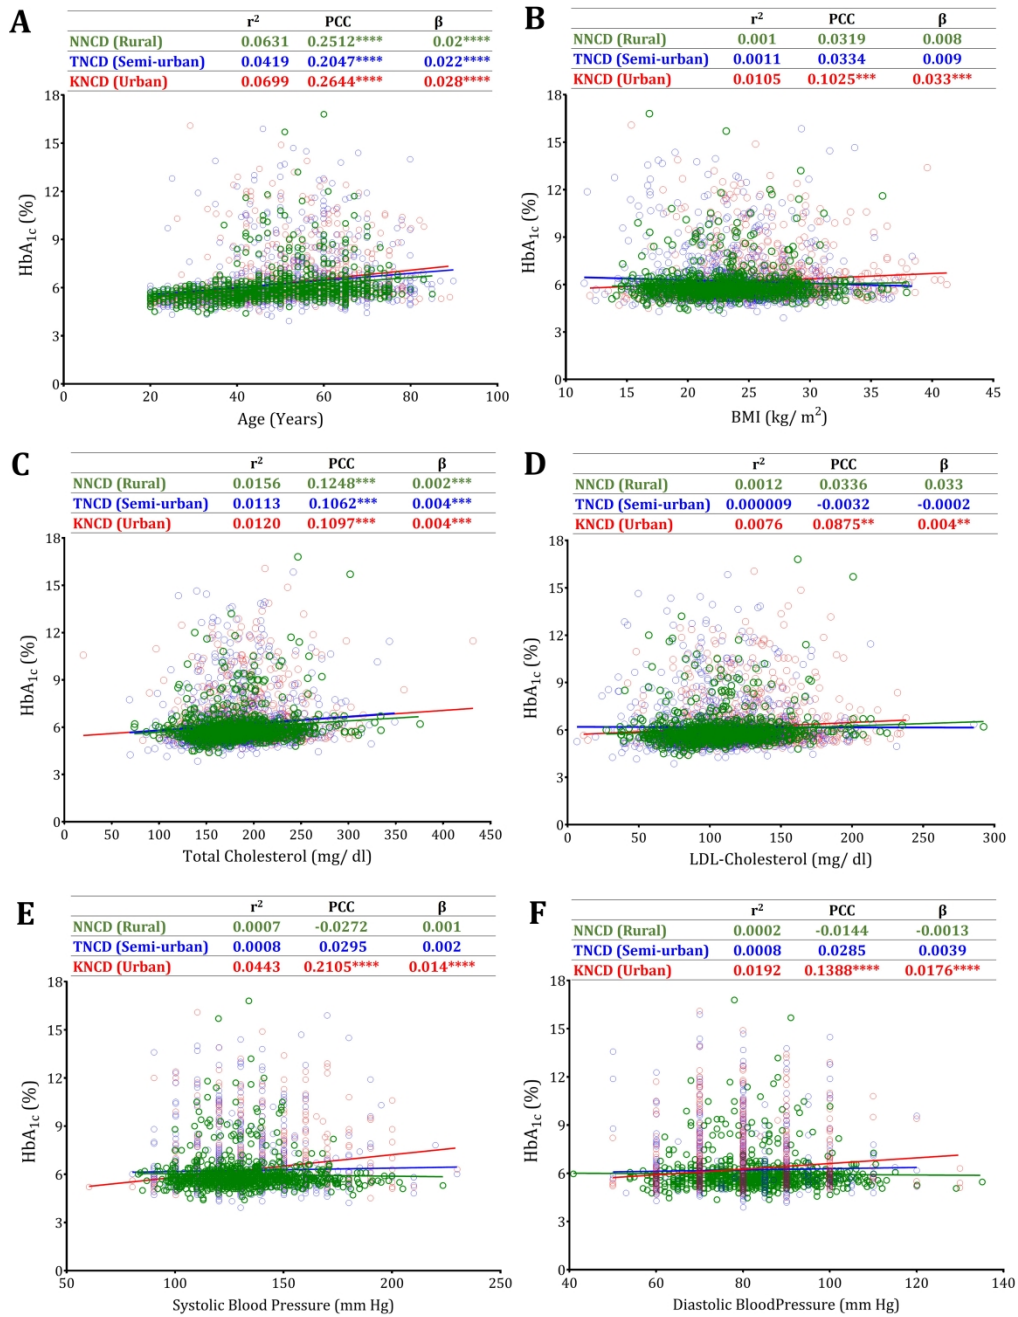 A
r² PCC β
NNCD (Rural) 0.0631 0.2512**** 0.02****
TNCD (Semi-urban) 0.0419 0.2047**** 0.022****
KNCD (Urban) 0.0699 0.2644**** 0.028****
18
15
12
9
6
3
0
HbA1c (%)
0 20 40 60 80 100
Age (Years)
B
r² PCC β
NNCD (Rural) 0.001 0.0319 0.008
TNCD (Semi-urban) 0.0011 0.0334 0.009
KNCD (Urban) 0.0105 0.1025*** 0.033***
18
15
12
9
6
3
0
HbA1c (%)
10 15 20 25 30 35 40 45
BMI (kg/ m²)
C
r² PCC β
NNCD (Rural) 0.0156 0.1248*** 0.002***
TNCD (Semi-urban) 0.0113 0.1062*** 0.004***
KNCD (Urban) 0.0120 0.1097*** 0.004***
18
15
12
9
6
3
0
HbA1c (%)
0 50 100 150 200 250 300 350 400 450
Total Cholesterol (mg/ dl)
D
r² PCC β
NNCD (Rural) 0.0012 0.0336 0.033
TNCD (Semi-urban) 0.000009 -0.0032 -0.0002
KNCD (Urban) 0.0076 0.0875** 0.004**
18
15
12
9
6
3
0
HbA1c (%)
0 50 100 150 200 250 300
LDL-Cholesterol (mg/ dl)
E
r² PCC β
NNCD (Rural) 0.0007 -0.0272 0.001
TNCD (Semi-urban) 0.0008 0.0295 0.002
KNCD (Urban) 0.0443 0.2105**** 0.014****
18
15
12
9
6
3
0
HbA1c (%)
50 100 150 200 250
Systolic Blood Pressure (mm Hg)
F
r² PCC β
NNCD (Rural) 0.0002 -0.0144 -0.0013
TNCD (Semi-urban) 0.0008 0.0285 0.0039
KNCD (Urban) 0.0192 0.1388**** 0.0176****
18
15
12
9
6
3
0
HbA1c (%)
40 60 80 100 120 140
Diastolic BloodPressure (mm Hg)